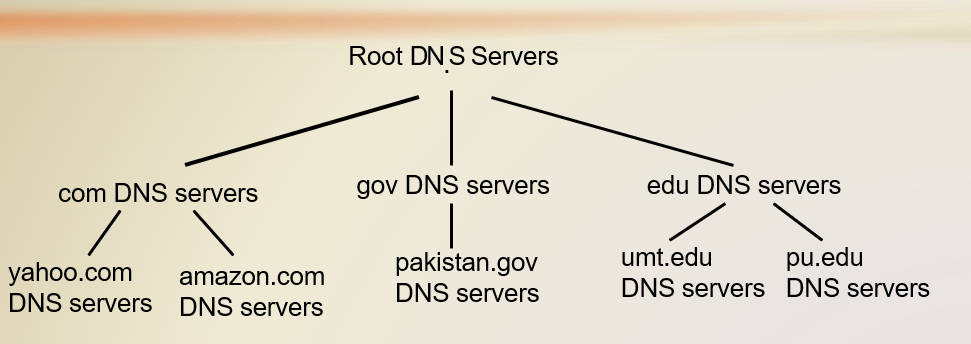 Root DNS Servers
.
com DNS servers
gov DNS servers
edu DNS servers
yahoo.com
DNS servers
amazon.com
DNS servers
pakistan.gov
DNS servers
umt.edu
DNS servers
pu.edu
DNS servers